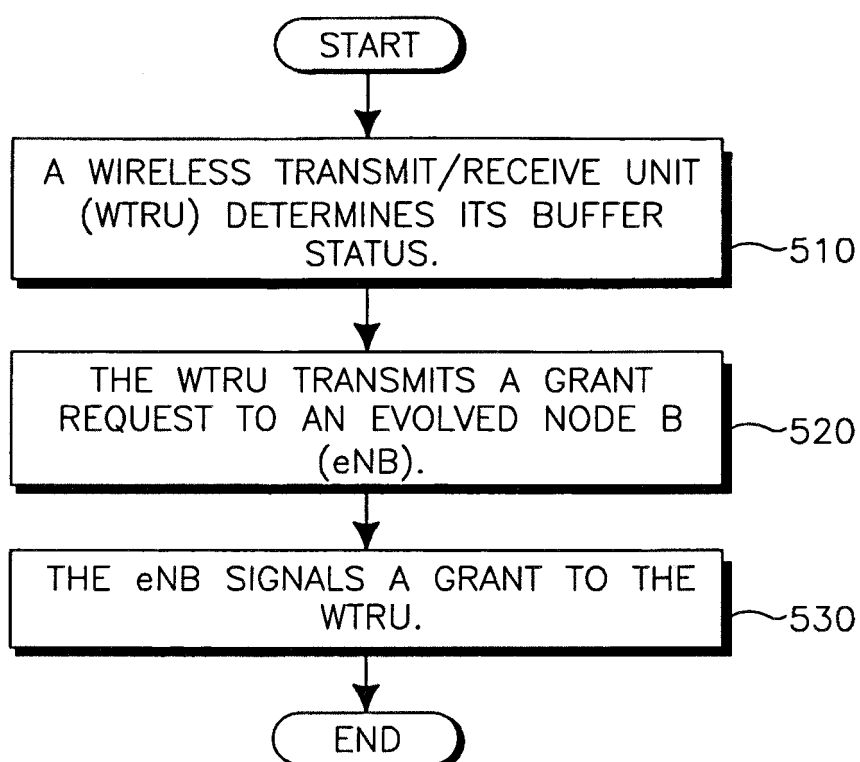 START
A WIRELESS TRANSMIT/RECEIVE UNIT
(WTRU) DETERMINES ITS BUFFER
STATUS.
510
THE WTRU TRANSMITS A GRANT
REQUEST TO AN EVOLVED NODE B
(eNB).
520
THE eNB SIGNALS A GRANT TO THE
WTRU.
530
END